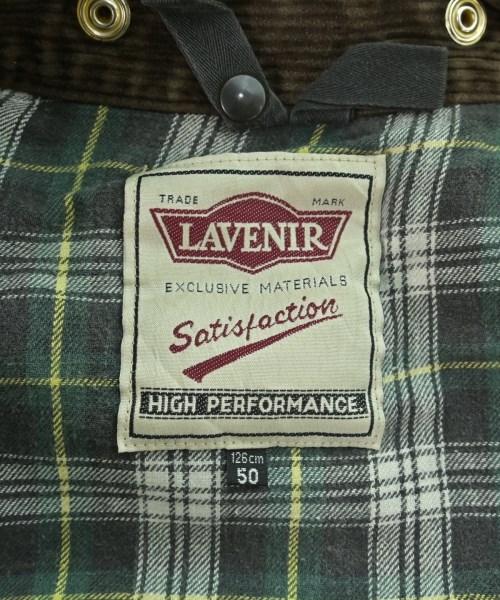 TRADE MARK
LAVENIR
EXCLUSIVE MATERIALS
Satisfaction
HIGH PERFORMANCE.
126cm
50